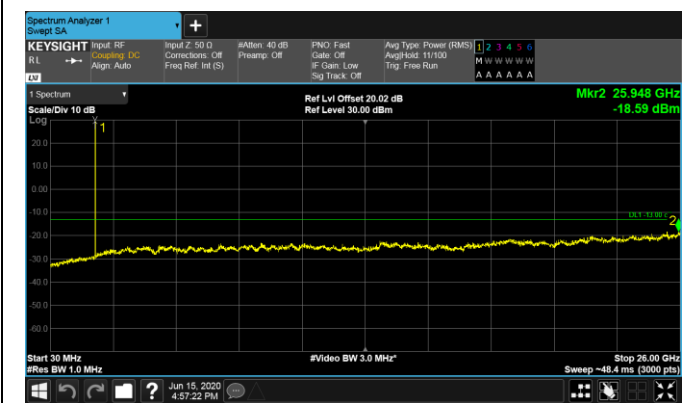 Spectrum Analyzer 1
Swept SA
+
KEYSIGHT Input: RF Input Z: 50 Ω #Atten: 40 dB PNO: Fast Avg Type: Power (RMS) 1 2 3 4 5 6
RL Coupling: DC Corrections: Off Preamp: Off Gate: Off Avg|Hold: 11/100 M W W W W W
Align: Auto Freq Ref: Int (S) IF Gain: Low Trig: Free Run
LXI Sig Track: Off A A A A A A
1 Spectrum Ref Lvl Offset 20.02 dB Mkr2 25.948 GHz
Scale/Div 10 dB Ref Level 30.00 dBm -18.59 dBm
Log
1
20.0
10.0
0.00
-10.0
DL1 -13.00
2
-20.0
-30.0
-40.0
-50.0
-60.0
Start 30 MHz #Video BW 3.0 MHz* Stop 26.00 GHz
#Res BW 1.0 MHz Sweep ~48.4 ms (3000 pts)
? Jun 15, 2020
4:57:22 PM